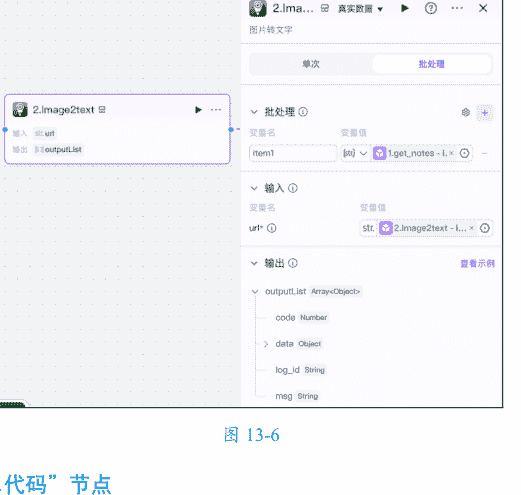 2.Ima... 真实数据
图片转文字
单次 批处理
2.Image2text
输入 str. url
输出 outputList
批处理
变量名 变量值
item1 [str] 1.get_notes - i...
输入
变量名 变量值
url* str. 2.Image2text - i...
输出 查看示例
outputList Array<Object>
code Number
data Object
log_id String
msg String
图 13-6
代码”节点